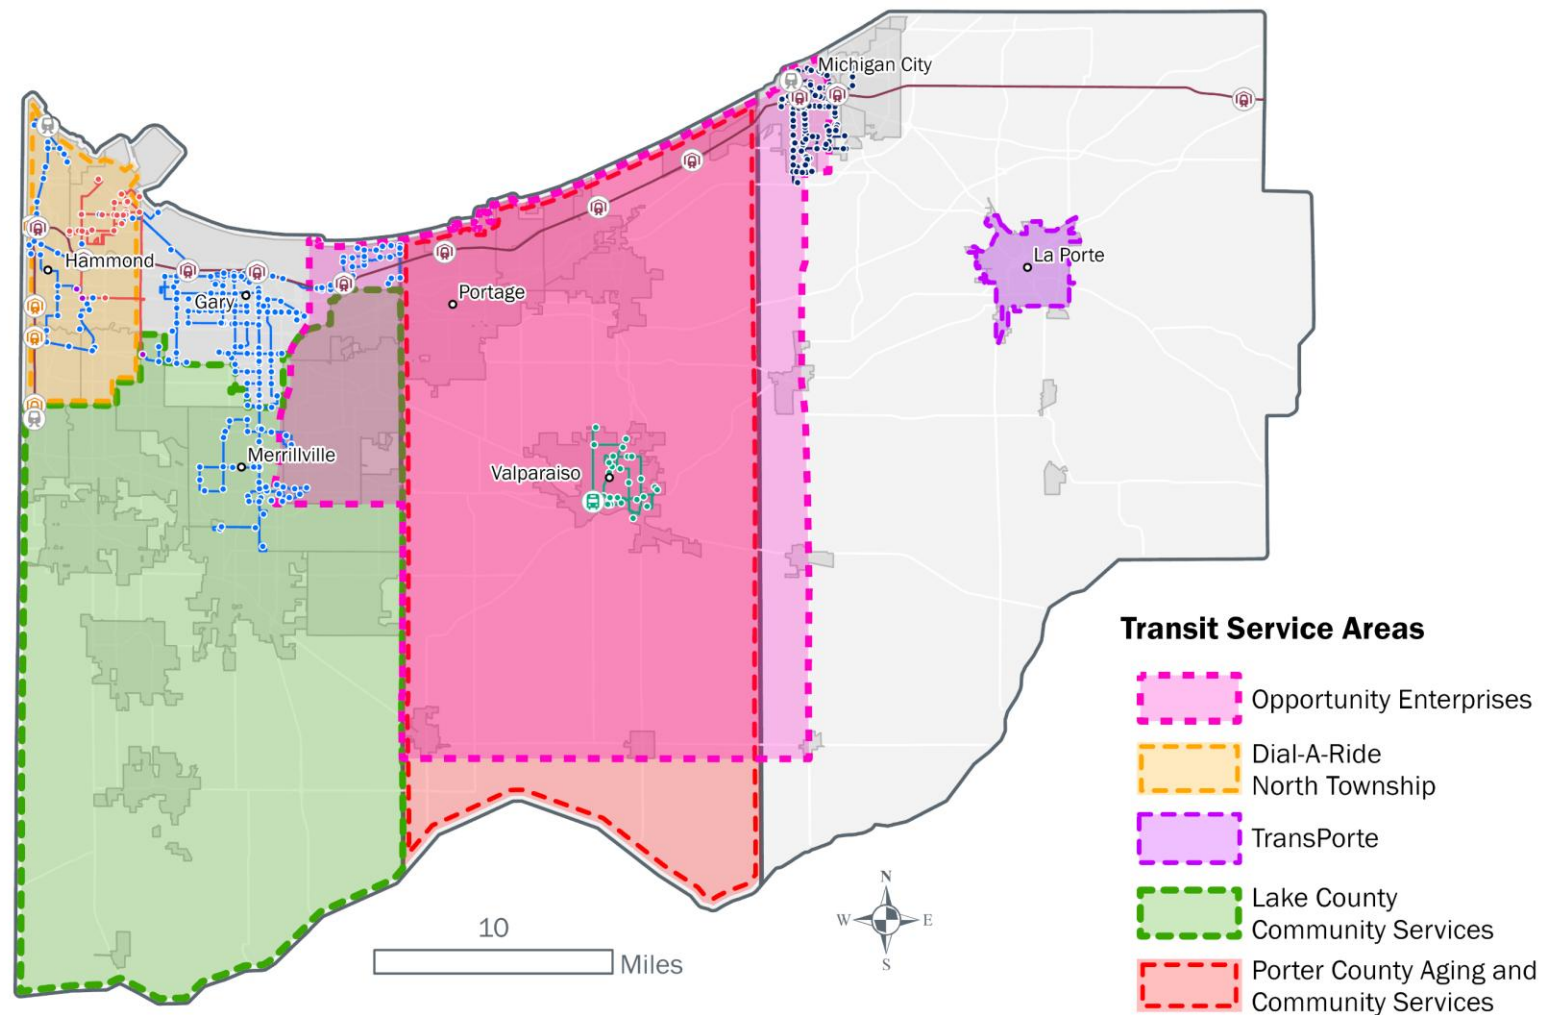 Michigan City
Hammond
Gary
Portage
La Porte
Merrillville
Valparaiso
Transit Service Areas
Opportunity Enterprises
Dial-A-Ride
North Township
TransPorte
Lake County
Community Services
Porter County Aging and
Community Services
10
Miles
N
W
E
S